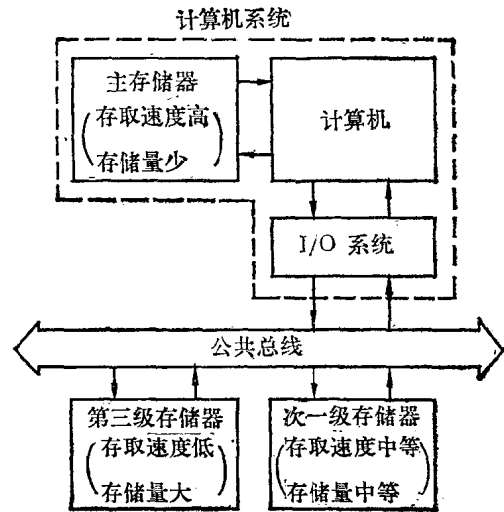 计算机系统
主存储器
(存取速度高
存储量少)
计算机
I/O 系统
公共总线
第三级存储器
(存取速度低
存储量大)
次一级存储器
(存取速度中等
存储量中等)